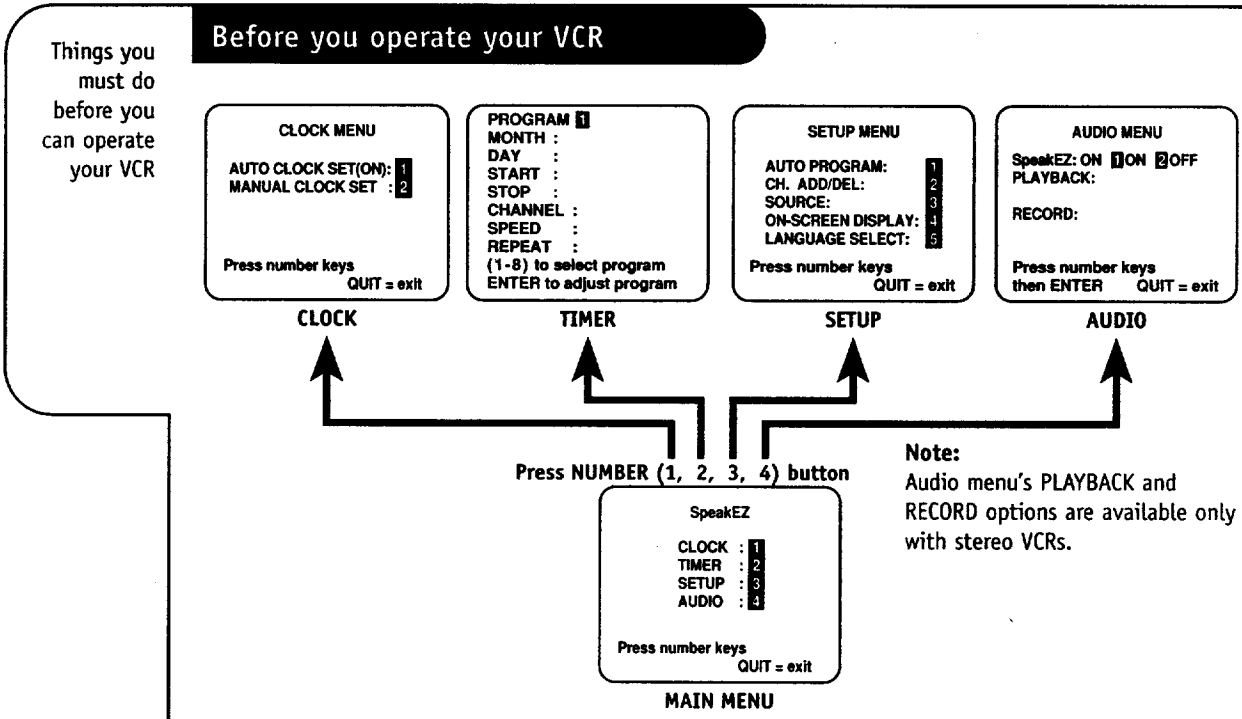 Before you operate your VCR
Things you
must do
before you
can operate
your VCR
CLOCK MENU
AUTO CLOCK SET(ON): 1
MANUAL CLOCK SET : 2
Press number keys
QUIT = exit
CLOCK
PROGRAM 1
MONTH :
DAY :
START :
STOP :
CHANNEL :
SPEED :
REPEAT :
(1-8) to select program
ENTER to adjust program
TIMER
SETUP MENU
AUTO PROGRAM: 1
CH. ADD/DEL: 2
SOURCE: 3
ON-SCREEN DISPLAY: 4
LANGUAGE SELECT: 5
Press number keys
QUIT = exit
SETUP
AUDIO MENU
SpeakEZ: ON 1 ON 2 OFF
PLAYBACK:
RECORD:
Press number keys
then ENTER QUIT = exit
AUDIO
Press NUMBER (1, 2, 3, 4) button
SpeakEZ
CLOCK : 1
TIMER : 2
SETUP : 3
AUDIO : 4
Press number keys
QUIT = exit
MAIN MENU
Note:
Audio menu's PLAYBACK and
RECORD options are available only
with stereo VCRs.